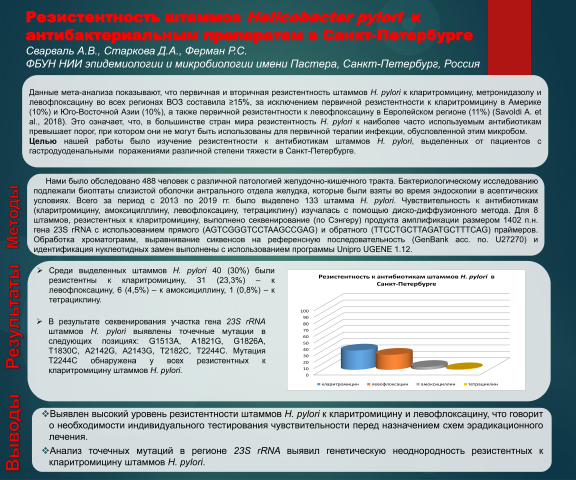 Резистентность штаммов Helicobacter pylori к
антибактериальным препаратам в Санкт-Петербурге
Сварваль А.В., Старкова Д.А., Ферман Р.С.
ФБУН НИИ эпидемиологии и микробиологии имени Пастера, Санкт-Петербург, Россия
Данные мета-анализа показывают, что первичная и вторичная резистентность штаммов H. pylori к кларитромицину, метронидазолу и
левофлоксацину во всех регионах ВОЗ составила ≥15%, за исключением первичной резистентности к кларитромицину в Америке
(10%) и Юго-Восточной Азии (10%), а также первичной резистентности к левофлоксацину в Европейском регионе (11%) (Savoldi A. et
al., 2018). Это означает, что, в большинстве стран мира резистентность H. pylori к наиболее часто используемым антибиотикам
превышает порог, при котором они не могут быть использованы для первичной терапии инфекции, обусловленной этим микробом.
Целью нашей работы было изучение резистентности к антибиотикам штаммов H. pylori, выделенных от пациентов с
гастродуоденальными поражениями различной степени тяжести в Санкт-Петербурге.
Методы
Нами было обследовано 488 человек с различной патологией желудочно-кишечного тракта. Бактериологическому исследованию
подлежали биоптаты слизистой оболочки антрального отдела желудка, которые были взяты во время эндоскопии в асептических
условиях. Всего за период с 2013 по 2019 гг. было выделено 133 штамма H. pylori. Чувствительность к антибиотикам
(кларитромицину, амоксициллину, левофлоксацину, тетрациклину) изучалась с помощью диско-диффузионного метода. Для 8
штаммов, резистентных к кларитромицину, выполнено секвенирование (по Сэнгеру) продукта амплификации размером 1402 п.н.
гена 23S rRNA с использованием прямого (AGTCGGGTCCTAAGCCGAG) и обратного (TTCCTGCTTAGATGCTTTCAG) праймеров.
Обработка хроматограмм, выравнивание сиквенсов на референсную последовательность (GenBank acc. no. U27270) и
идентификация нуклеотидных замен выполнены с использованием программы Unipro UGENE 1.12.
Результаты
Среди выделенных штаммов H. pylori 40 (30%) были
резистентны к кларитромицину, 31 (23,3%) – к
левофлоксацину, 6 (4,5%) – к амоксициллину, 1 (0,8%) – к
тетрациклину.
В результате секвенирования участка гена 23S rRNA
штаммов H. pylori выявлены точечные мутации в
следующих позициях: G1513A, A1821G, G1826A,
T1830C, A2142G, A2143G, T2182C, T2244C. Мутация
T2244C обнаружена у всех резистентных к
кларитромицину штаммов H. pylori.
Резистентность к антибиотикам штаммов H. pylori в
Санкт-Петербурге
100
90
80
70
60
50
40
30
20
10
0
кларитромицин левофлоксацин амоксициллин тетрациклин
Выводы
Выявлен высокий уровень резистентности штаммов H. pylori к кларитромицину и левофлоксацину, что говорит
о необходимости индивидуального тестирования чувствительности перед назначением схем эрадикационного
лечения.
Анализ точечных мутаций в регионе 23S rRNA выявил генетическую неоднородность резистентных к
кларитромицину штаммов H. pylori.